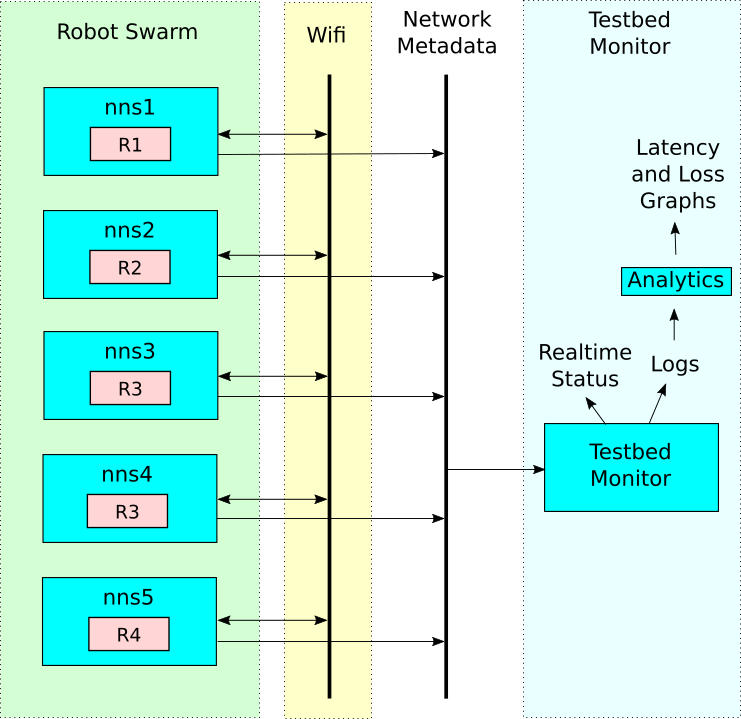 Robot Swarm
nns1
R1
nns2
R2
nns3
R3
nns4
R3
nns5
R4
Wifi
Network
Metadata
Testbed
Monitor
Latency
and Loss
Graphs
Analytics
Realtime
Status
Logs
Testbed
Monitor